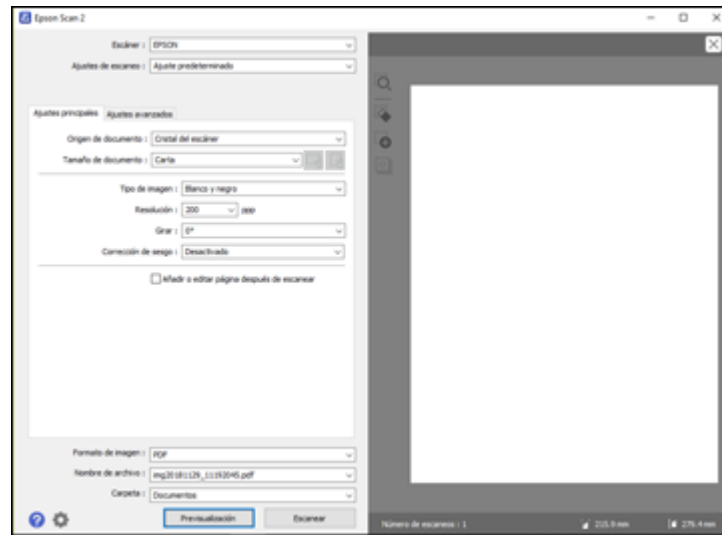 Epson Scan 2
Escáner : EPSON
Ajustes de escaneo : Ajuste predeterminado
Ajustes principales Ajustes avanzados
Origen de documento : Cristal del escáner
Tamaño de documento : Carta
Tipo de imagen : Blanco y negro
Resolución : 200 ppp
Girar : 0°
Corrección de sesgo : Desactivado
Añadir o editar página después de escanear
Formato de imagen : PDF
Nombre de archivo : img20181129_11192045.pdf
Carpeta : Documentos
Previsualización Escanear
Número de escaneos : 1 215.9 mm 279.4 mm